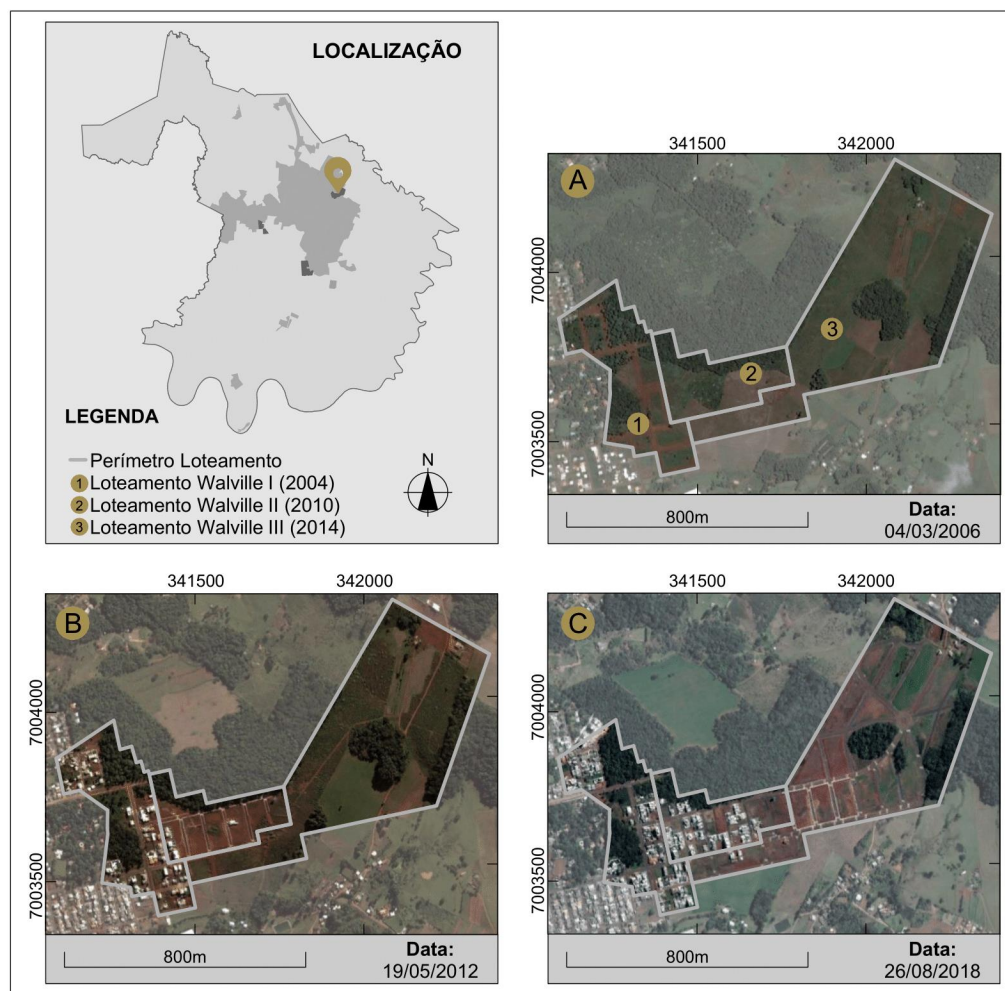 LOCALIZAÇÃO
LEGENDA
Perímetro Loteamento
1 Loteamento Walville I (2004)
2 Loteamento Walville II (2010)
3 Loteamento Walville III (2014)
N
341500 342000
A
7004000
7003500
1
2
3
800m
Data:
04/03/2006
341500 342000
B
7004000
7003500
800m
Data:
19/05/2012
341500 342000
C
7004000
7003500
800m
Data:
26/08/2018